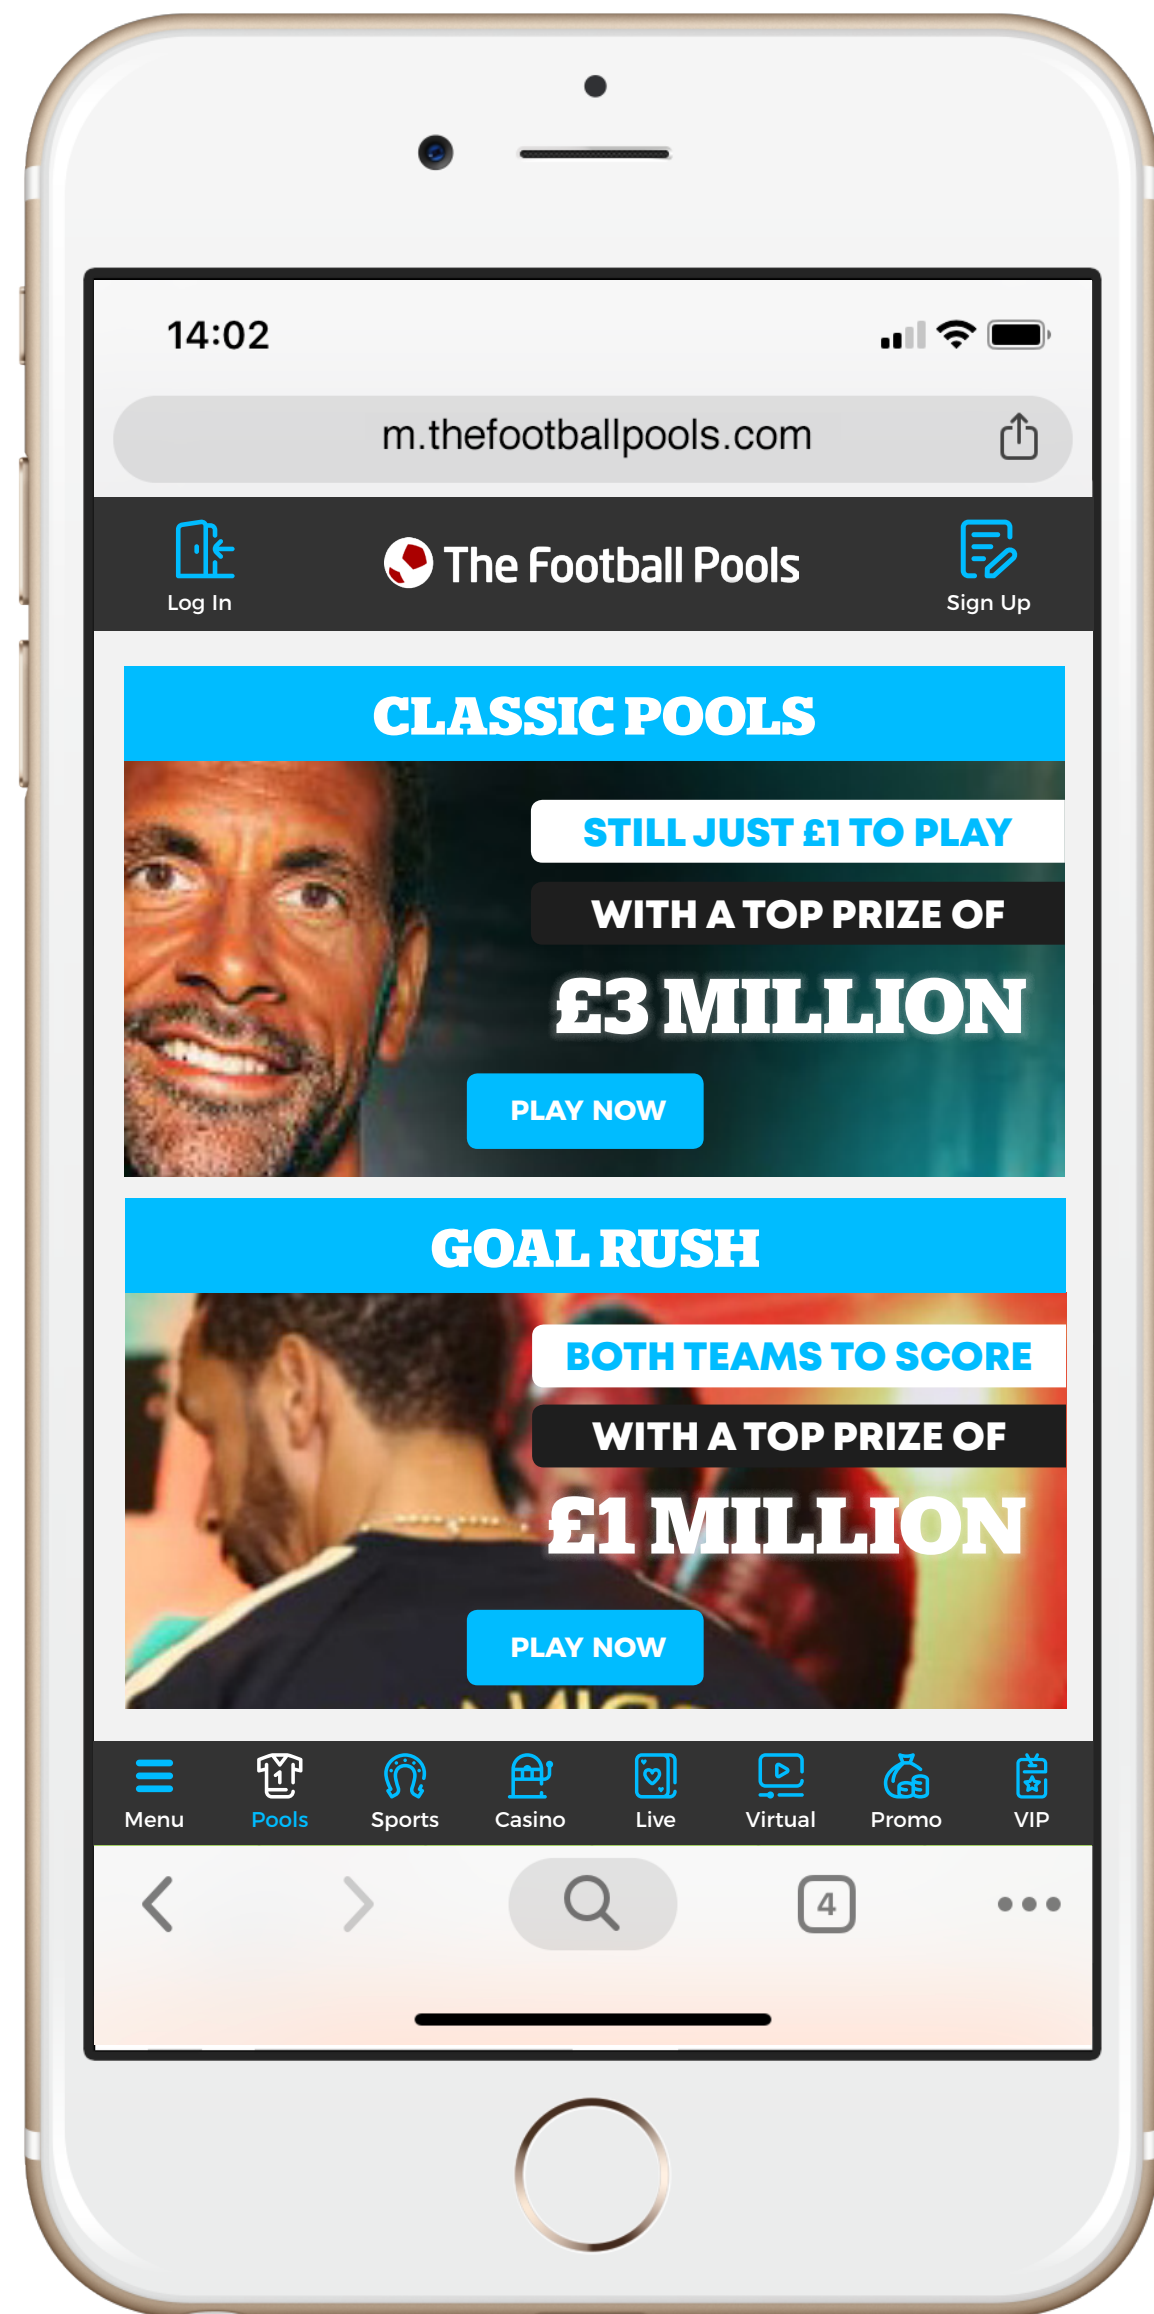 14:02
m.thefootballpools.com
The Football Pools
Log In
Sign Up
CLASSIC POOLS
STILL JUST £1 TO PLAY
WITH A TOP PRIZE OF
£3 MILLION
PLAY NOW
GOAL RUSH
BOTH TEAMS TO SCORE
WITH A TOP PRIZE OF
£1 MILLION
PLAY NOW
1
Menu Pools Sports Casino Live Virtual Promo VIP
4